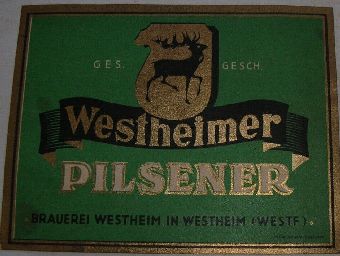 GES. GESCH.
Westheimer
PILSENER
BRAUEREI WESTHEIM IN WESTHEIM (WESTF.)